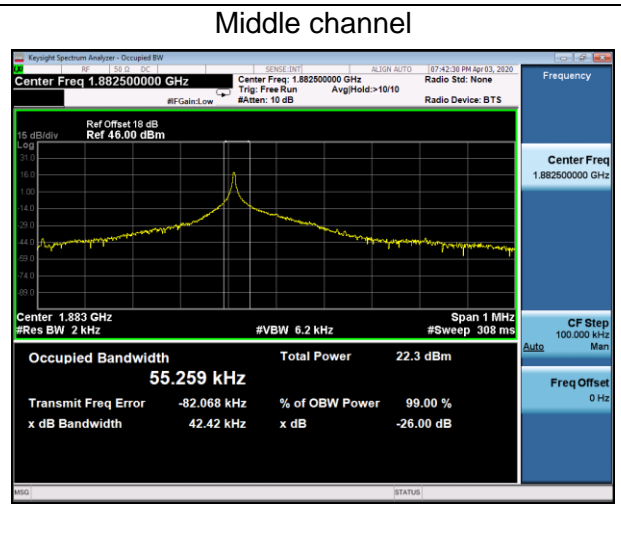 Middle channel
Keysight Spectrum Analyzer - Occupied BW
RF 50 Ω DC SENSE:INT ALIGN AUTO 07:42:30 PM Apr 03, 2020
Center Freq 1.882500000 GHz
Center Freq: 1.882500000 GHz Radio Std: None
Trig: Free Run Avg|Hold:>10/10
#IFGain:Low #Atten: 10 dB Radio Device: BTS
Frequency
Ref Offset 18 dB
15 dB/div Ref 46.00 dBm
Log
31.0
16.0
1.00
-14.0
-29.0
-44.0
-59.0
-74.0
-89.0
Center Freq
1.882500000 GHz
Center 1.883 GHz Span 1 MHz
#Res BW 2 kHz #VBW 6.2 kHz #Sweep 308 ms
CF Step
100.000 kHz
Auto Man
Occupied Bandwidth Total Power 22.3 dBm
55.259 kHz
Transmit Freq Error -82.068 kHz % of OBW Power 99.00 %
x dB Bandwidth 42.42 kHz x dB -26.00 dB
Freq Offset
0 Hz
MSG STATUS